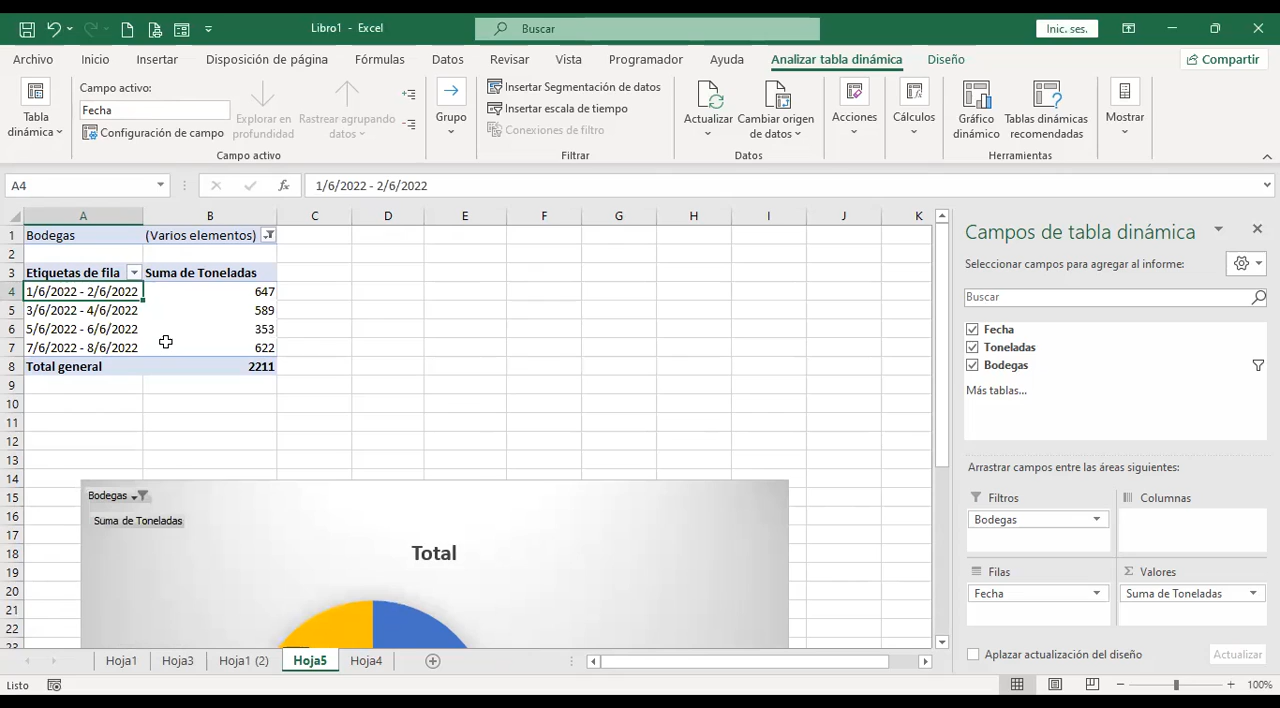 Libro1 - Excel
Buscar
Inic. ses.
Archivo Inicio Insertar Disposición de página Fórmulas Datos Revisar Vista Programador Ayuda Analizar tabla dinámica Diseño Compartir
Tabla dinámica
Campo activo:
Fecha
Configuración de campo
Explorar en profundidad
Rastrear agrupando datos
Campo activo
Grupo
Insertar Segmentación de datos
Insertar escala de tiempo
Conexiones de filtro
Filtrar
Actualizar
Cambiar origen de datos
Datos
Acciones
Cálculos
Gráfico dinámico
Tablas dinámicas recomendadas
Herramientas
Mostrar
A4 fx 1/6/2022 - 2/6/2022
A B C D E F G H I J K
1 Bodegas (Varios elementos)
2
3 Etiquetas de fila Suma de Toneladas
4 1/6/2022 - 2/6/2022 647
5 3/6/2022 - 4/6/2022 589
6 5/6/2022 - 6/6/2022 353
7 7/6/2022 - 8/6/2022 622
8 Total general 2211
9
10
11
12
13
14
15 Bodegas
16 Suma de Toneladas
17
18 Total
19
20
21
22
23
Campos de tabla dinámica
Seleccionar campos para agregar al informe:
Buscar
Fecha
Toneladas
Bodegas
Más tablas...
Arrastrar campos entre las áreas siguientes:
Filtros Columnas
Bodegas
Filas Σ Valores
Fecha Suma de Toneladas
Aplazar actualización del diseño Actualizar
Hoja1 Hoja3 Hoja1 (2) Hoja5 Hoja4
Listo 100%